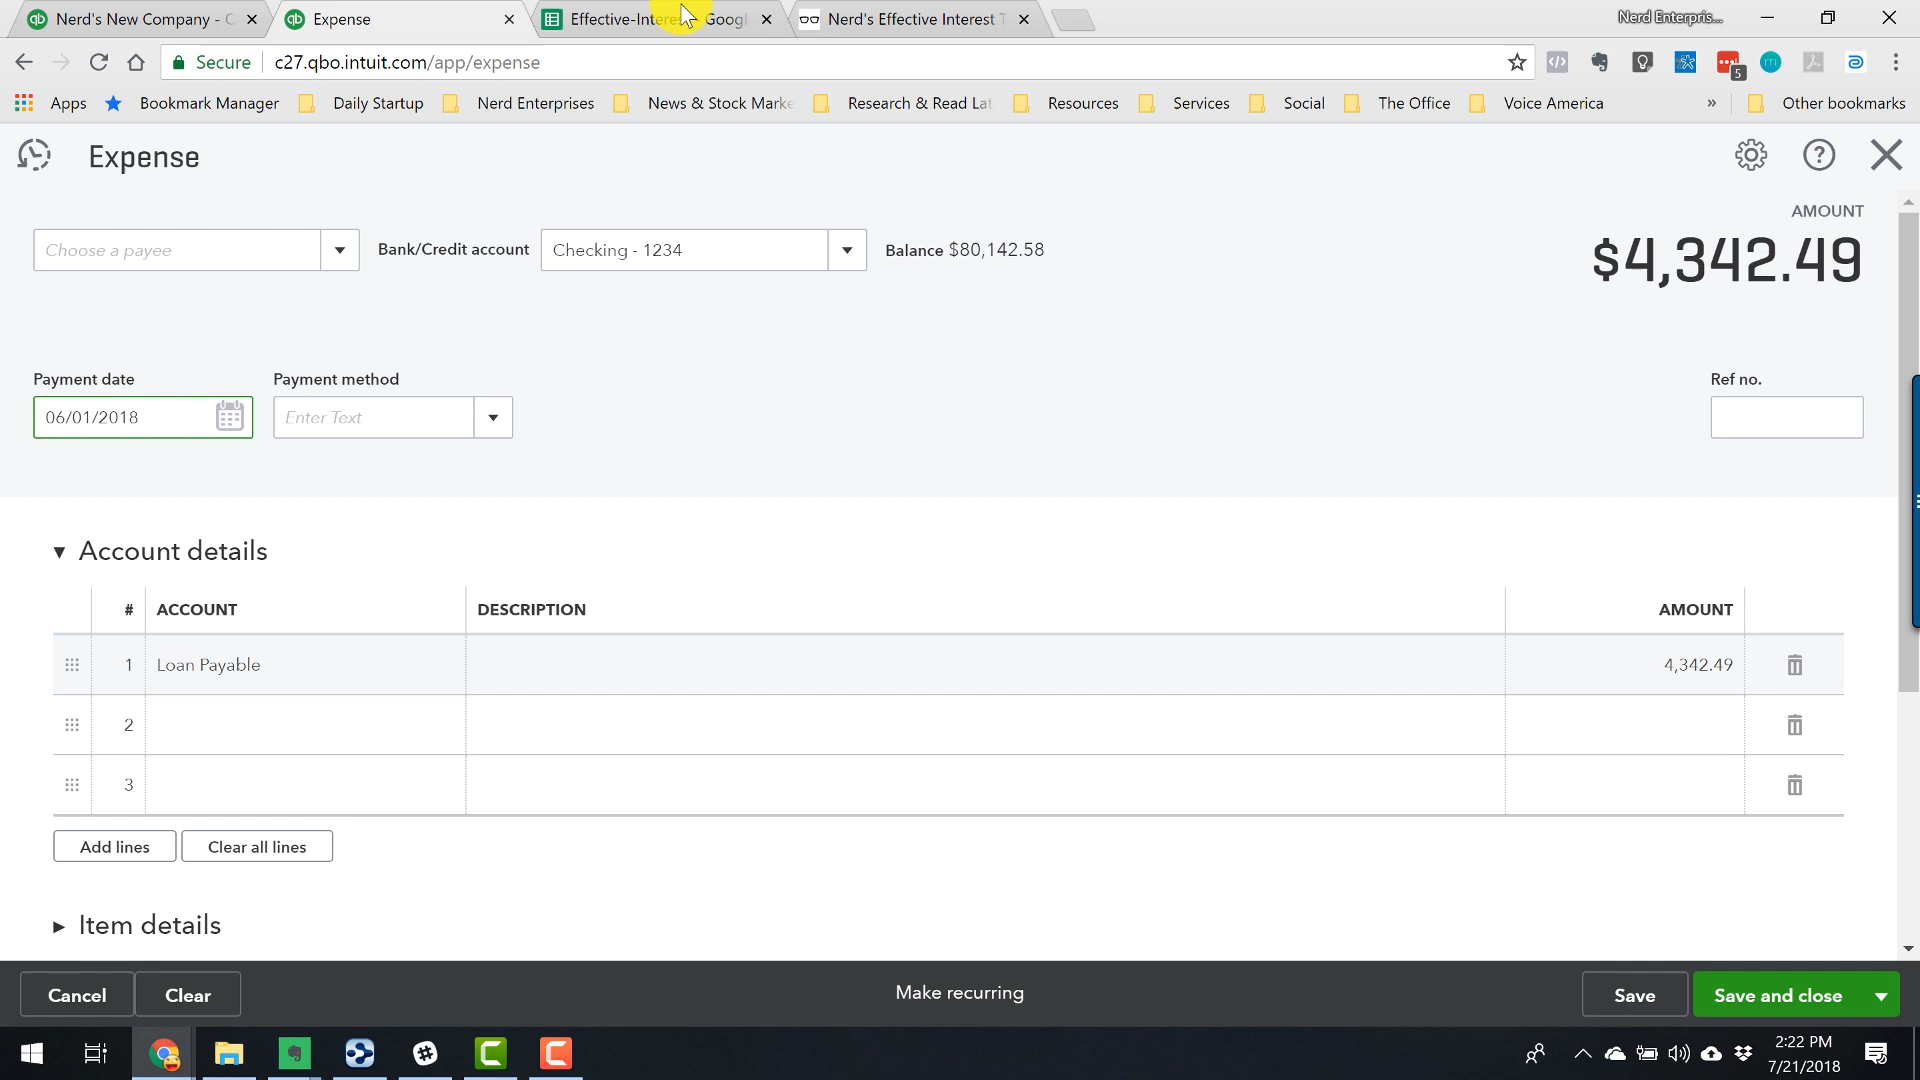 Nerd's New Company - C
Expense
Effective-Interes Googl
Nerd's Effective Interest T
Nerd Enterpris...
Secure
c27.qbo.intuit.com/app/expense
5
Apps
Bookmark Manager
Daily Startup
Nerd Enterprises
News & Stock Marke
Research & Read Lat
Resources
Services
Social
The Office
Voice America
»
Other bookmarks
Expense
AMOUNT
$4,342.49
Choose a payee
Bank/Credit account
Checking - 1234
Balance $80,142.58
Payment date
Payment method
Ref no.
06/01/2018
Enter Text
Account details
# ACCOUNT DESCRIPTION AMOUNT
1 Loan Payable 4,342.49
2
3
Add lines
Clear all lines
Item details
Cancel
Clear
Make recurring
Save
Save and close
2:22 PM
7/21/2018